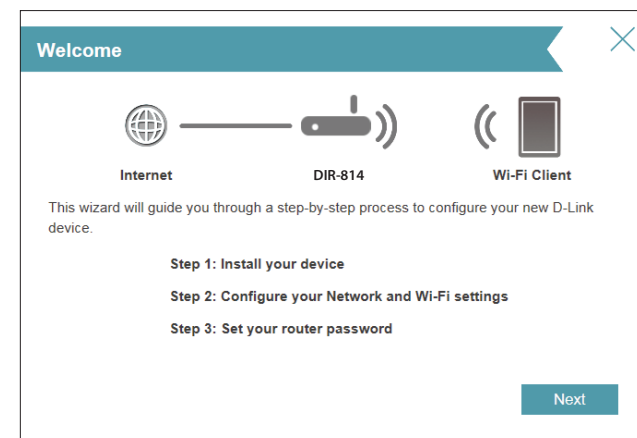 Welcome
Internet
DIR-814
Wi-Fi Client
This wizard will guide you through a step-by-step process to configure your new D-Link
device.
Step 1: Install your device
Step 2: Configure your Network and Wi-Fi settings
Step 3: Set your router password
Next